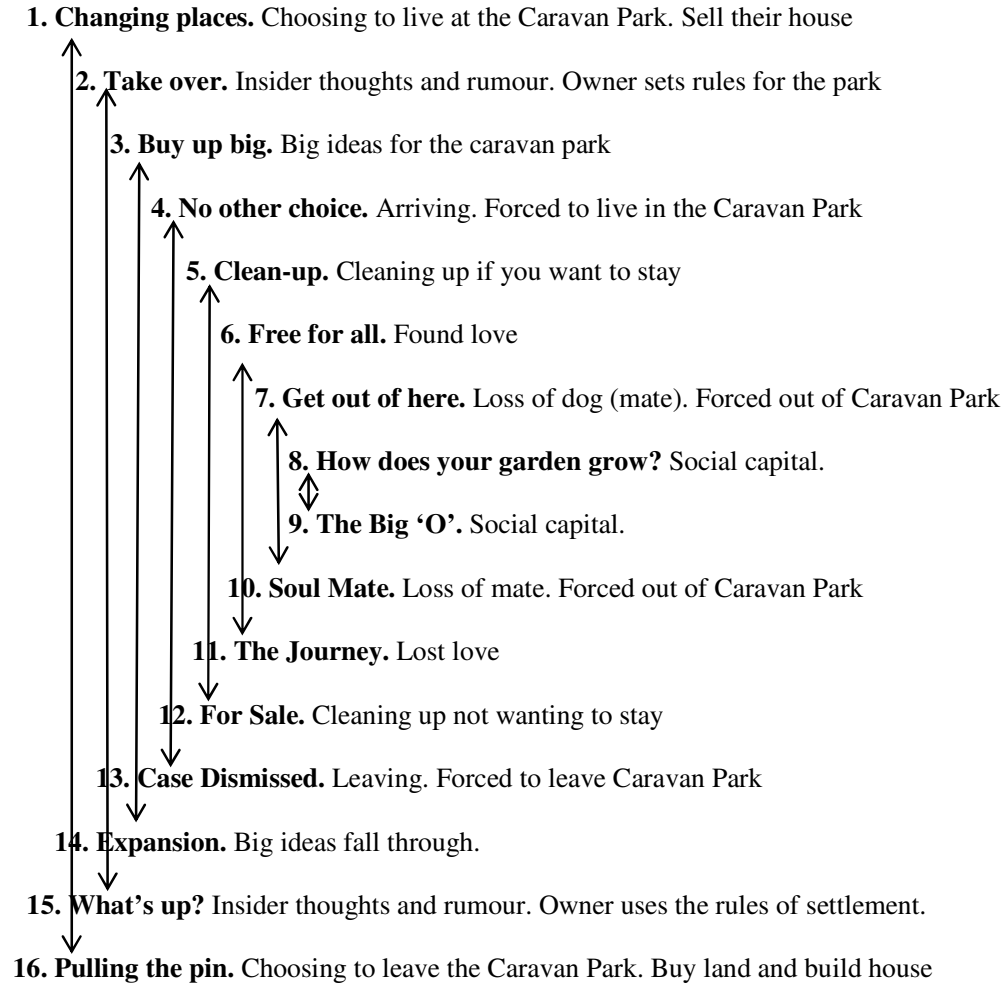 1. Changing places. Choosing to live at the Caravan Park. Sell their house
2. Take over. Insider thoughts and rumour. Owner sets rules for the park
3. Buy up big. Big ideas for the caravan park
4. No other choice. Arriving. Forced to live in the Caravan Park
5. Clean-up. Cleaning up if you want to stay
6. Free for all. Found love
7. Get out of here. Loss of dog (mate). Forced out of Caravan Park
8. How does your garden grow? Social capital.
9. The Big ‘O’. Social capital.
10. Soul Mate. Loss of mate. Forced out of Caravan Park
11. The Journey. Lost love
12. For Sale. Cleaning up not wanting to stay
13. Case Dismissed. Leaving. Forced to leave Caravan Park
14. Expansion. Big ideas fall through.
15. What’s up? Insider thoughts and rumour. Owner uses the rules of settlement.
16. Pulling the pin. Choosing to leave the Caravan Park. Buy land and build house